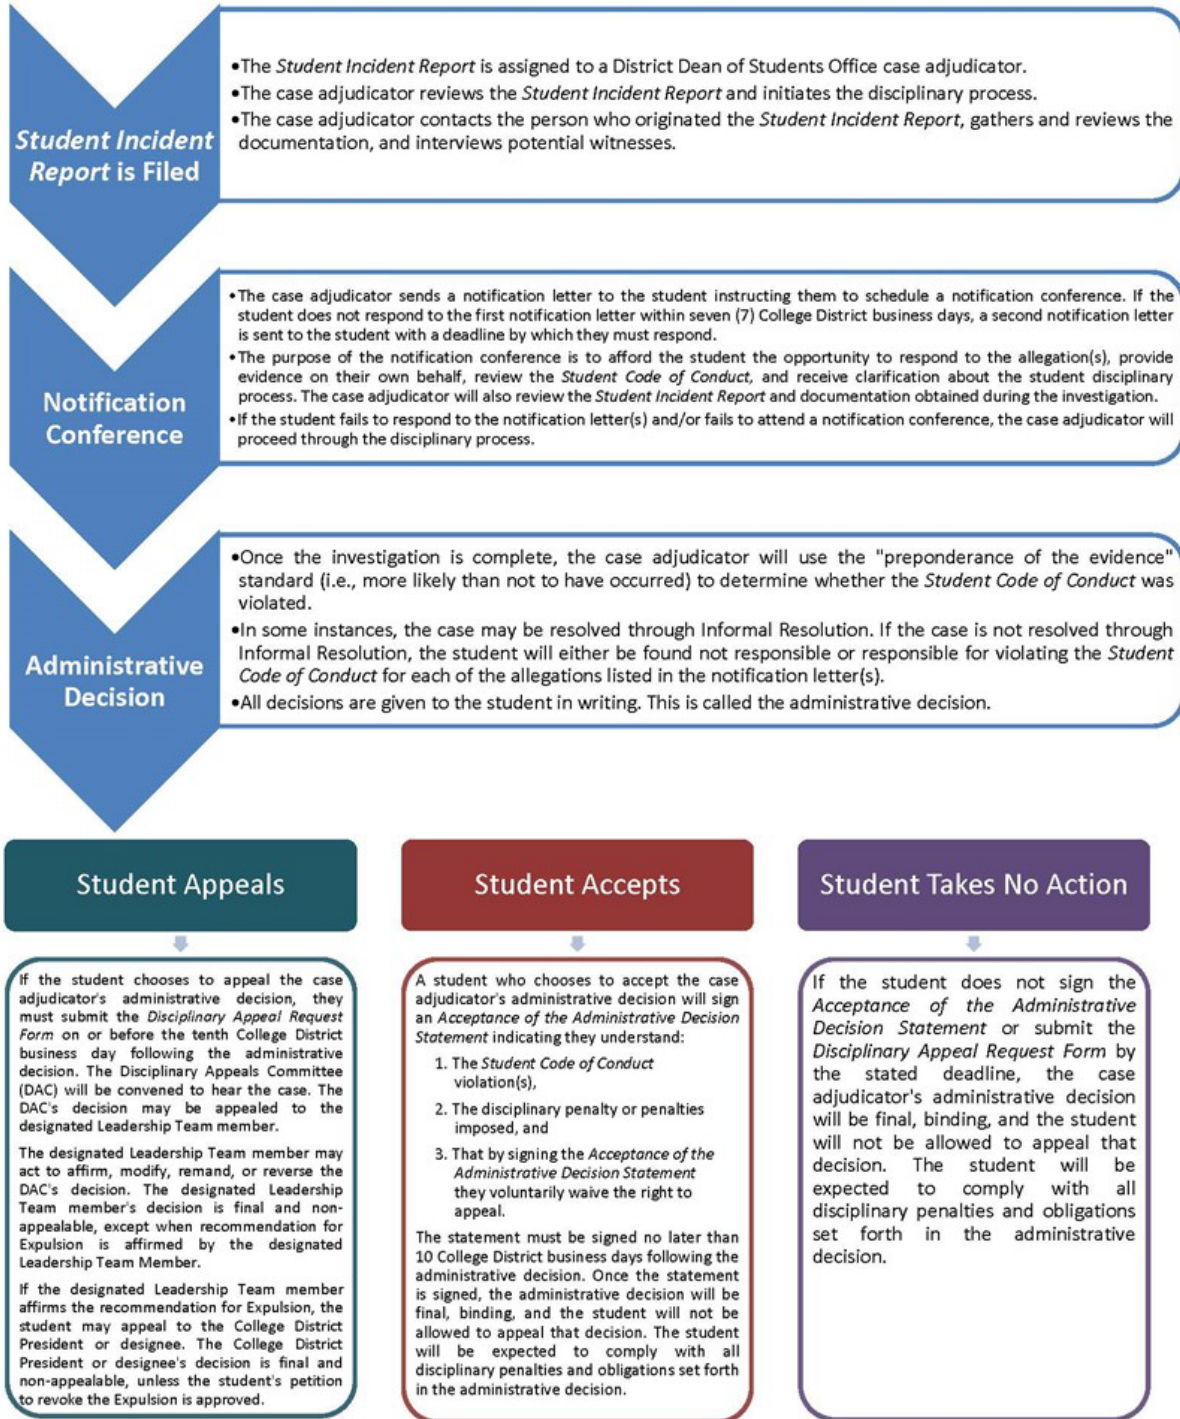 Student Incident
Report is Filed
•The Student Incident Report is assigned to a District Dean of Students Office case adjudicator.
•The case adjudicator reviews the Student Incident Report and initiates the disciplinary process.
•The case adjudicator contacts the person who originated the Student Incident Report, gathers and reviews the
documentation, and interviews potential witnesses.
Notification
Conference
•The case adjudicator sends a notification letter to the student instructing them to schedule a notification conference. If the
student does not respond to the first notification letter within seven (7) College District business days, a second notification letter
is sent to the student with a deadline by which they must respond.
•The purpose of the notification conference is to afford the student the opportunity to respond to the allegation(s), provide
evidence on their own behalf, review the Student Code of Conduct, and receive clarification about the student disciplinary
process. The case adjudicator will also review the Student Incident Report and documentation obtained during the investigation.
•If the student fails to respond to the notification letter(s) and/or fails to attend a notification conference, the case adjudicator will
proceed through the disciplinary process.
Administrative
Decision
•Once the investigation is complete, the case adjudicator will use the "preponderance of the evidence"
standard (i.e., more likely than not to have occurred) to determine whether the Student Code of Conduct was
violated.
•In some instances, the case may be resolved through Informal Resolution. If the case is not resolved through
Informal Resolution, the student will either be found not responsible or responsible for violating the Student
Code of Conduct for each of the allegations listed in the notification letter(s).
•All decisions are given to the student in writing. This is called the administrative decision.
Student Appeals
If the student chooses to appeal the case
adjudicator's administrative decision, they
must submit the Disciplinary Appeal Request
Form on or before the tenth College District
business day following the administrative
decision. The Disciplinary Appeals Committee
(DAC) will be convened to hear the case. The
DAC's decision may be appealed to the
designated Leadership Team member.
The designated Leadership Team member may
act to affirm, modify, remand, or reverse the
DAC's decision. The designated Leadership
Team member's decision is final and non-
appealable, except when recommendation for
Expulsion is affirmed by the designated
Leadership Team Member.
If the designated Leadership Team member
affirms the recommendation for Expulsion, the
student may appeal to the College District
President or designee. The College District
President or designee's decision is final and
non-appealable, unless the student's petition
to revoke the Expulsion is approved.
Student Accepts
A student who chooses to accept the case
adjudicator's administrative decision will sign
an Acceptance of the Administrative Decision
Statement indicating they understand:
1. The Student Code of Conduct
violation(s),
2. The disciplinary penalty or penalties
imposed, and
3. That by signing the Acceptance of the
Administrative Decision Statement
they voluntarily waive the right to
appeal.
The statement must be signed no later than
10 College District business days following the
administrative decision. Once the statement
is signed, the administrative decision will be
final, binding, and the student will not be
allowed to appeal that decision. The student
will be expected to comply with all
disciplinary penalties and obligations set forth
in the administrative decision.
Student Takes No Action
If the student does not sign the
Acceptance of the Administrative
Decision Statement or submit the
Disciplinary Appeal Request Form by
the stated deadline, the case
adjudicator's administrative decision
will be final, binding, and the student
will not be allowed to appeal that
decision. The student will be
expected to comply with all
disciplinary penalties and obligations
set forth in the administrative
decision.